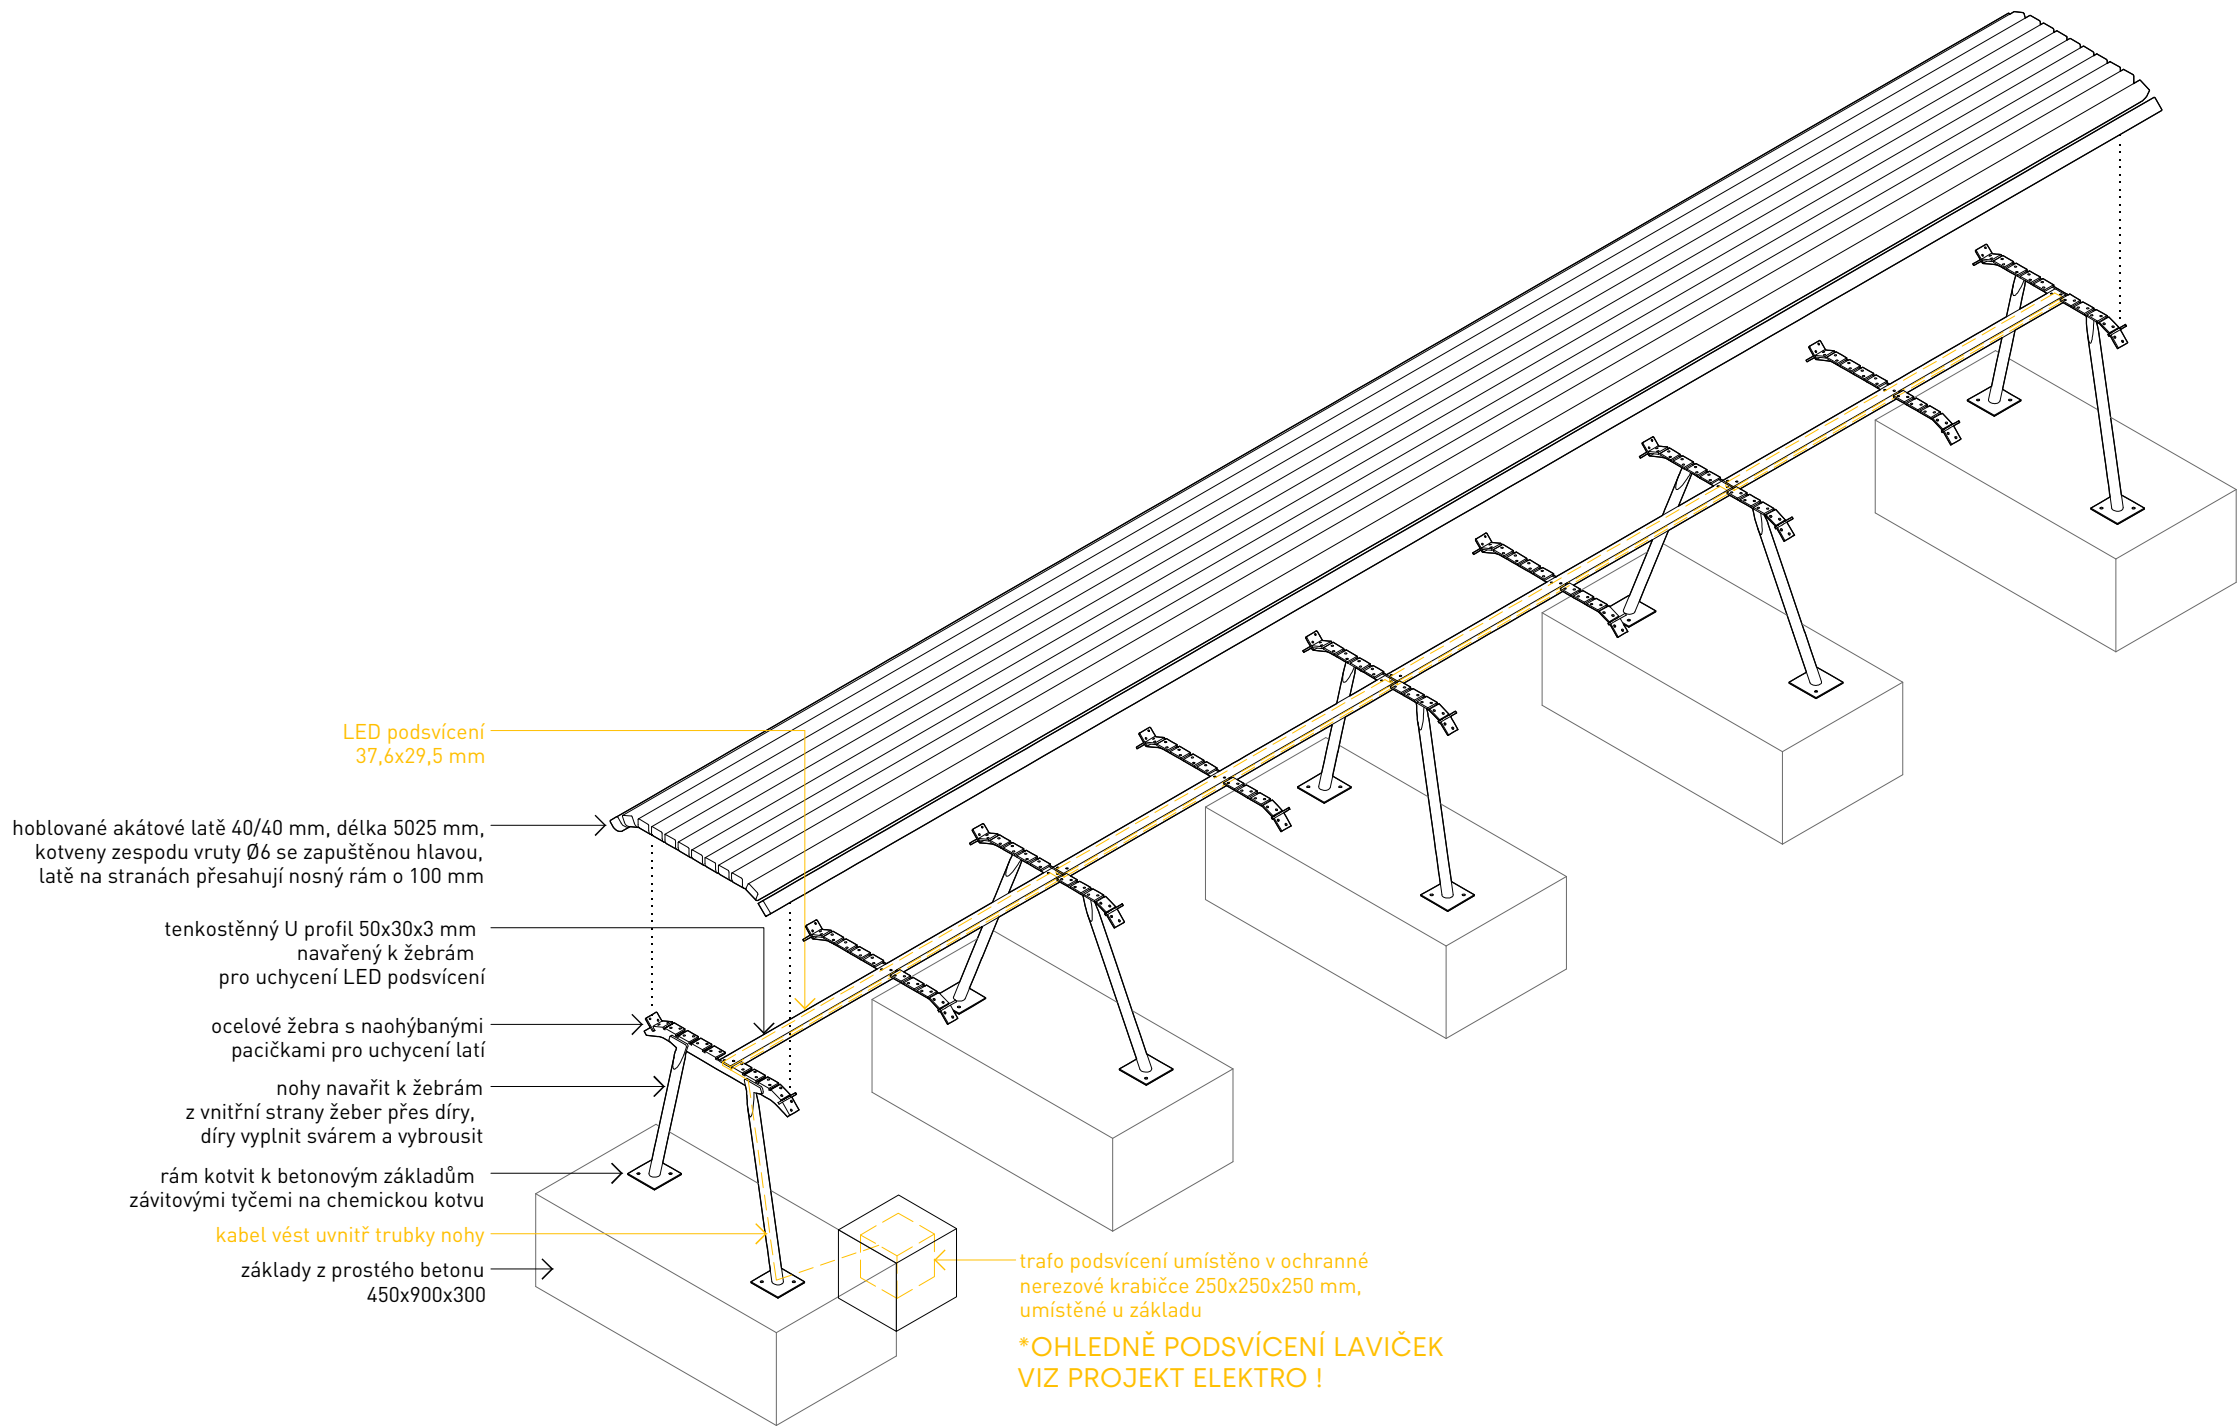 LED podsvícení
37,6x29,5 mm
hoblované akátové latě 40/40 mm, délka 5025 mm,
kotveny zespodu vruty Ø6 se zapuštěnou hlavou,
latě na stranách přesahují nosný rám o 100 mm
tenkostěnný U profil 50x30x3 mm
navařený k žebrám
pro uchycení LED podsvícení
ocelové žebra s naohýbanými
pacičkami pro uchycení latí
nohy navařit k žebrám
z vnitřní strany žeber přes díry,
díry vyplnit svárem a vybrousit
rám kotvit k betonovým základům
závitovými tyčemi na chemickou kotvu
kabel vést uvnitř trubky nohy
základy z prostého betonu
450x900x300
trafo podsvícení umístěno v ochranné
nerezové krabičce 250x250x250 mm,
umístěné u základu
*OHLEDNĚ PODSVÍCENÍ LAVIČEK
VIZ PROJEKT ELEKTRO !